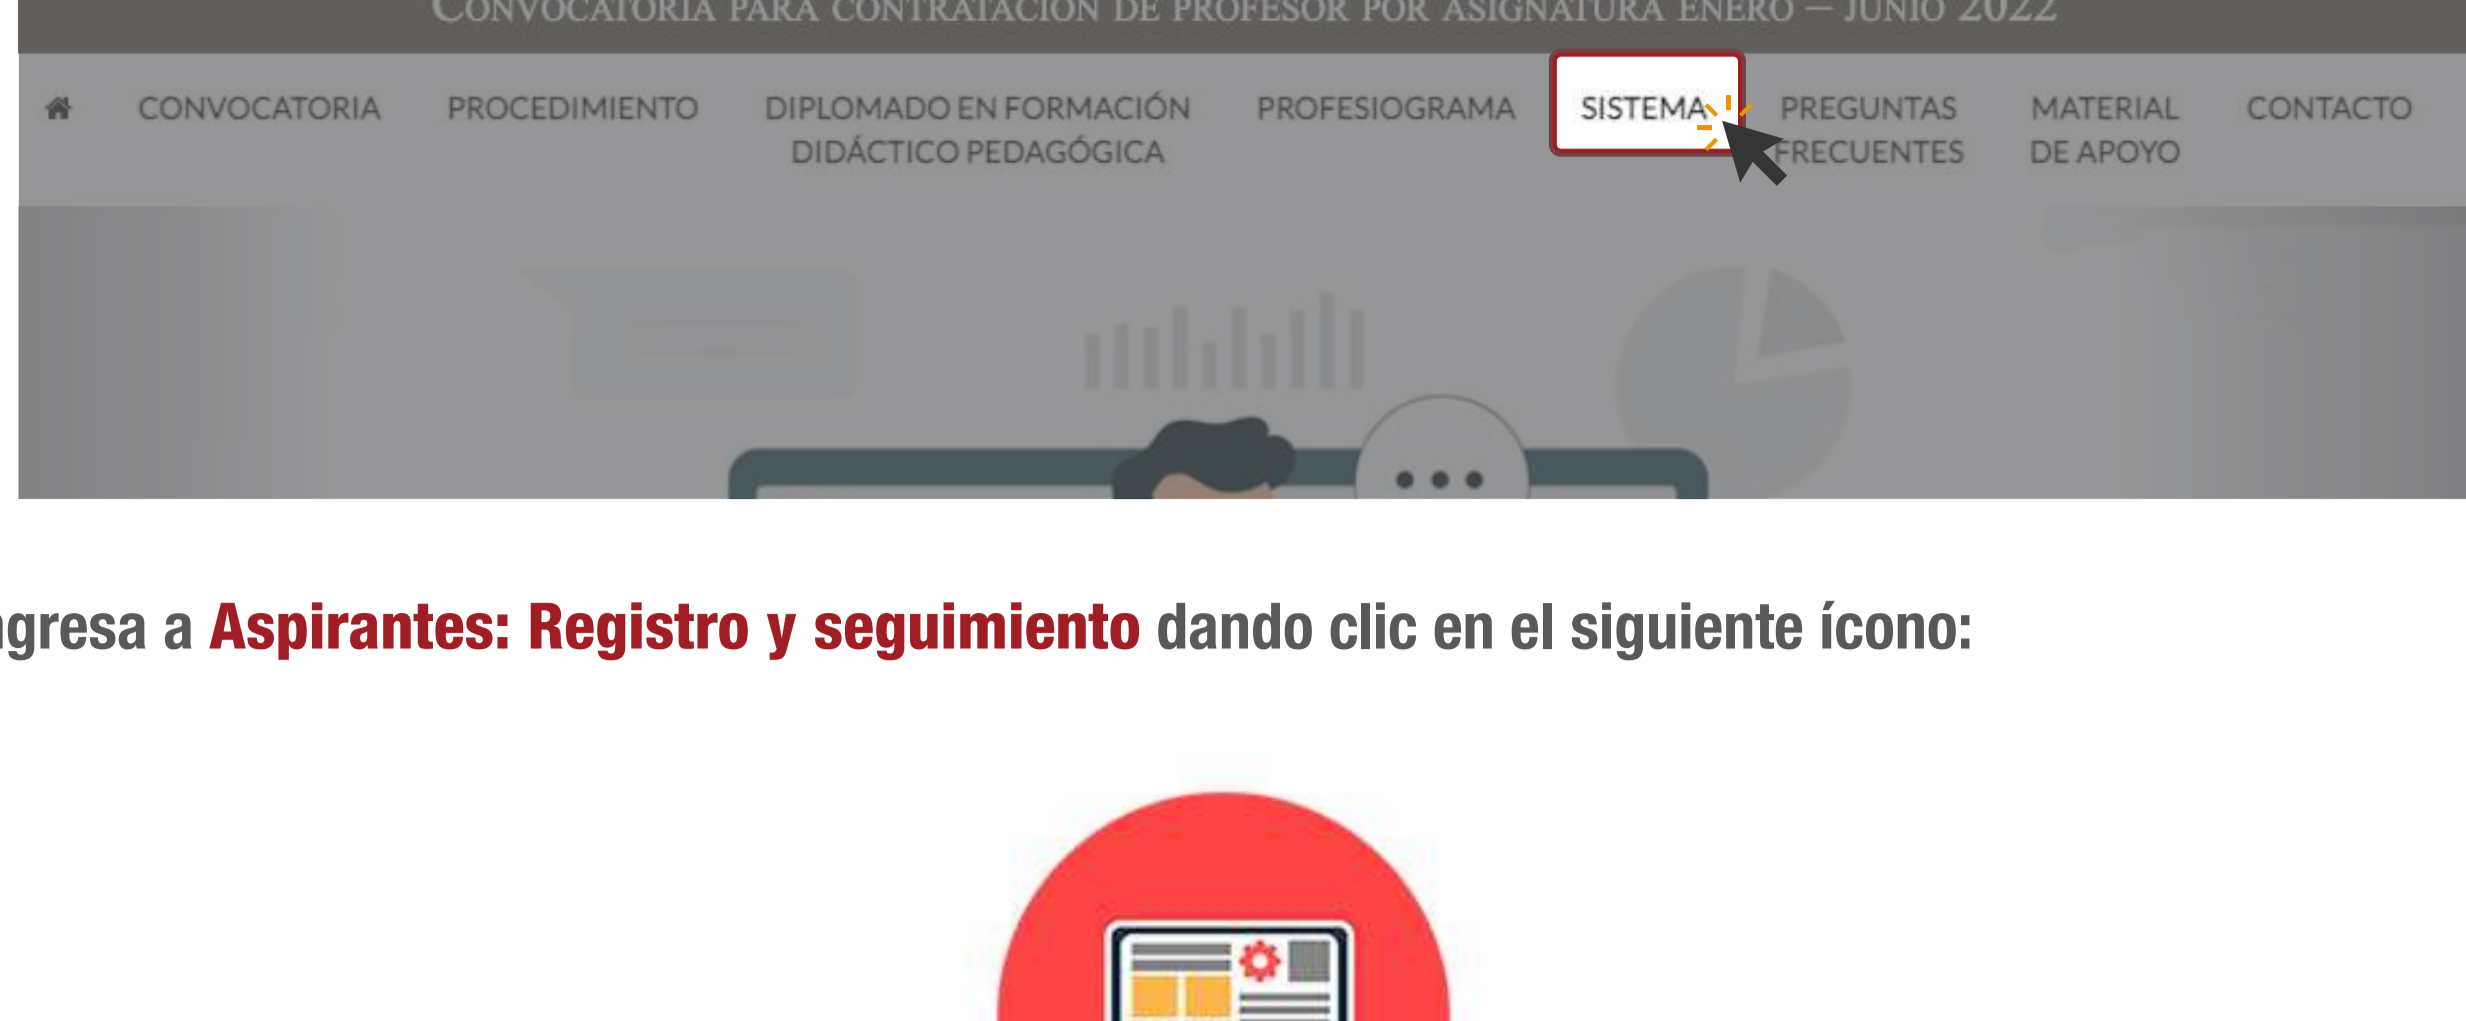 CONVOCATORIA PARA CONTRATACIÓN DE PROFESOR POR ASIGNATURA ENERO – JUNIO 2022
CONVOCATORIA
PROCEDIMIENTO
DIPLOMADO EN FORMACIÓN
DIDÁCTICO PEDAGÓGICA
PROFESIOGRAMA
SISTEMA
PREGUNTAS
FRECUENTES
MATERIAL
DE APOYO
CONTACTO
ngresa a Aspirantes: Registro y seguimiento dando clic en el siguiente ícono: